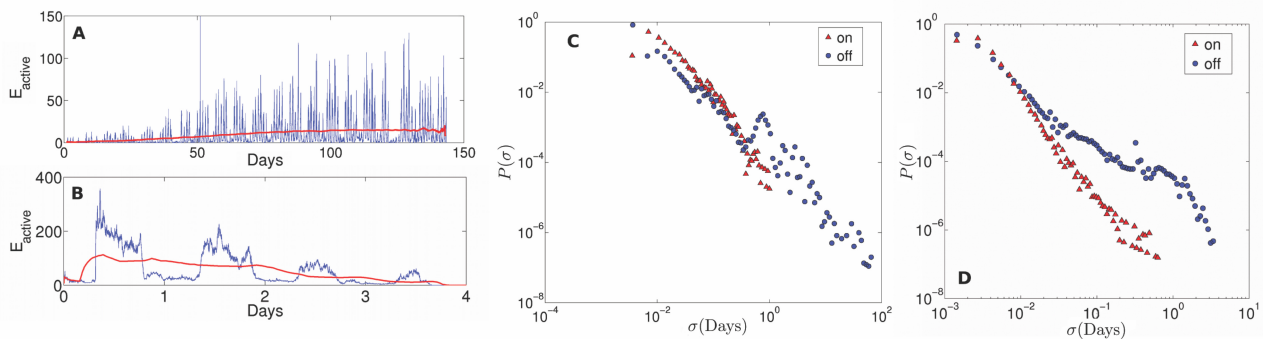 A
E_active
150
100
50
0
0
50
100
150
Days
B
E_active
400
200
0
0
1
2
3
4
Days
C
on
off
P(σ)
10^0
10^-2
10^-4
10^-6
10^-8
10^-4
10^-2
10^0
10^2
σ(Days)
D
on
off
P(σ)
10^0
10^-2
10^-4
10^-6
10^-8
10^-3
10^-2
10^-1
10^0
10^1
σ(Days)